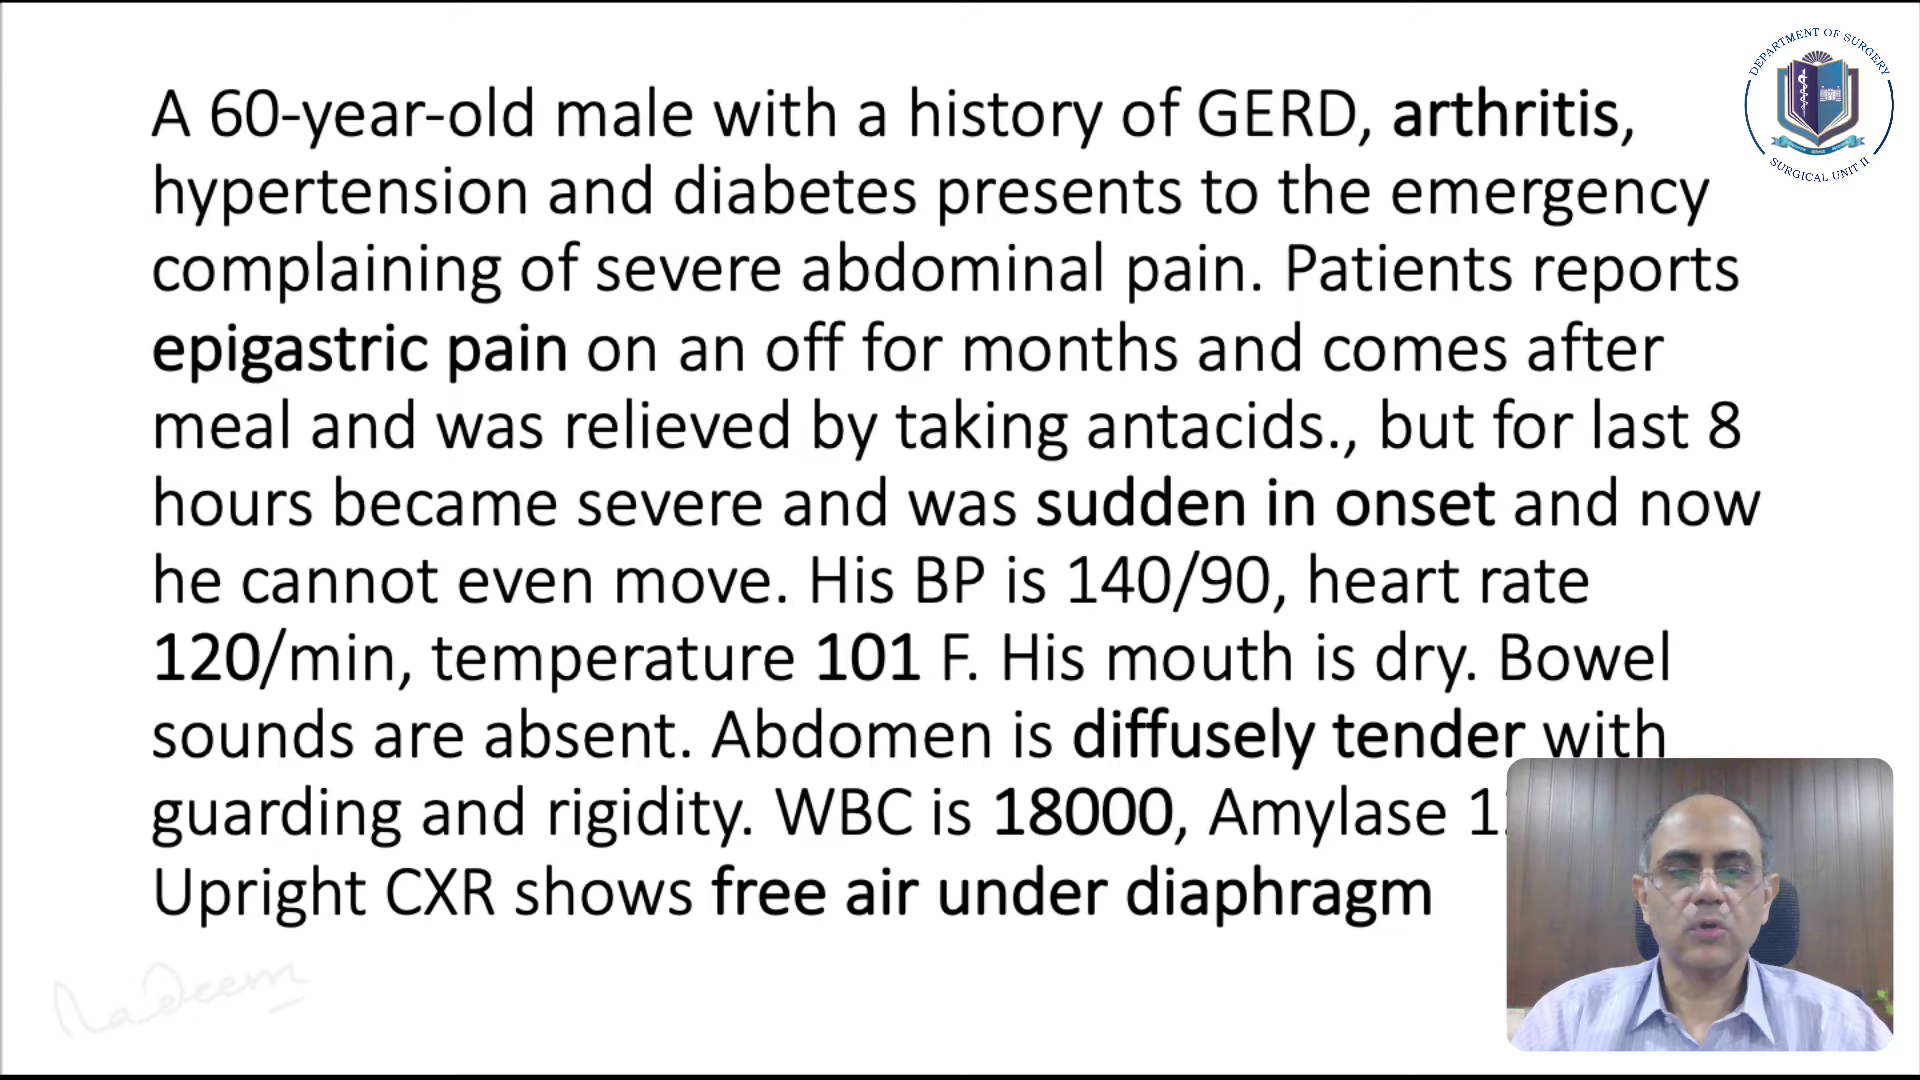 DEPARTMENT OF SURGERY
SURGICAL UNIT II
A 60-year-old male with a history of GERD, arthritis,
hypertension and diabetes presents to the emergency
complaining of severe abdominal pain. Patients reports
epigastric pain on an off for months and comes after
meal and was relieved by taking antacids., but for last 8
hours became severe and was sudden in onset and now
he cannot even move. His BP is 140/90, heart rate
120/min, temperature 101 F. His mouth is dry. Bowel
sounds are absent. Abdomen is diffusely tender with
guarding and rigidity. WBC is 18000, Amylase
Upright CXR shows free air under diaphragm
Nadeem